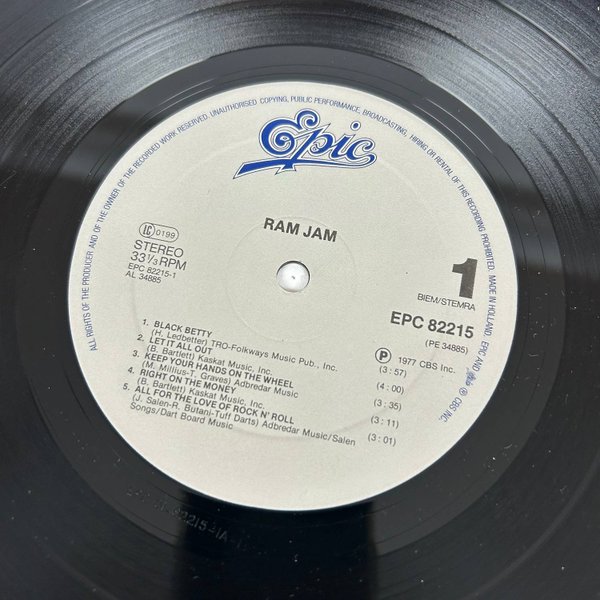 ALL RIGHTS OF THE PRODUCER AND OF THE OWNER OF THE RECORDED WORK RESERVED. UNAUTHORISED COPYING, PUBLIC PERFORMANCE, BROADCASTING, HIRING OR RENTAL OF THIS RECORDING PROHIBITED. MADE IN HOLLAND. EPIC AND ® CBS INC.
Epic
RAM JAM
LC 0199
STEREO
33 1/3 RPM
EPC 82215-1
AL 34885
1
BIEM/STEMRA
EPC 82215
(PE 34885)
Ⓟ 1977 CBS Inc.
1. BLACK BETTY (3:57)
(H. Ledbetter) TRO-Folkways Music Pub., Inc.
2. LET IT ALL OUT (4:00)
(B. Bartlett) Kaskat Music, Inc.
3. KEEP YOUR HANDS ON THE WHEEL (3:35)
(M. Millius-T. Graves) Adbredar Music
4. RIGHT ON THE MONEY (3:11)
(B. Bartlett) Kaskat Music, Inc.
5. ALL FOR THE LOVE OF ROCK N' ROLL (3:01)
(J. Salen-R. Butani-Tuff Darts) Adbredar Music/Salen
Songs/Dart Board Music